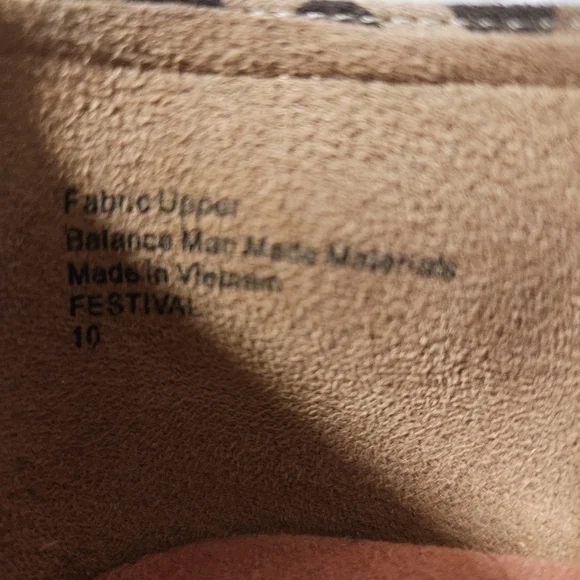 Fabric Upper
Balance Man Made Materials
Made in Vietnam
FESTIVAL
10